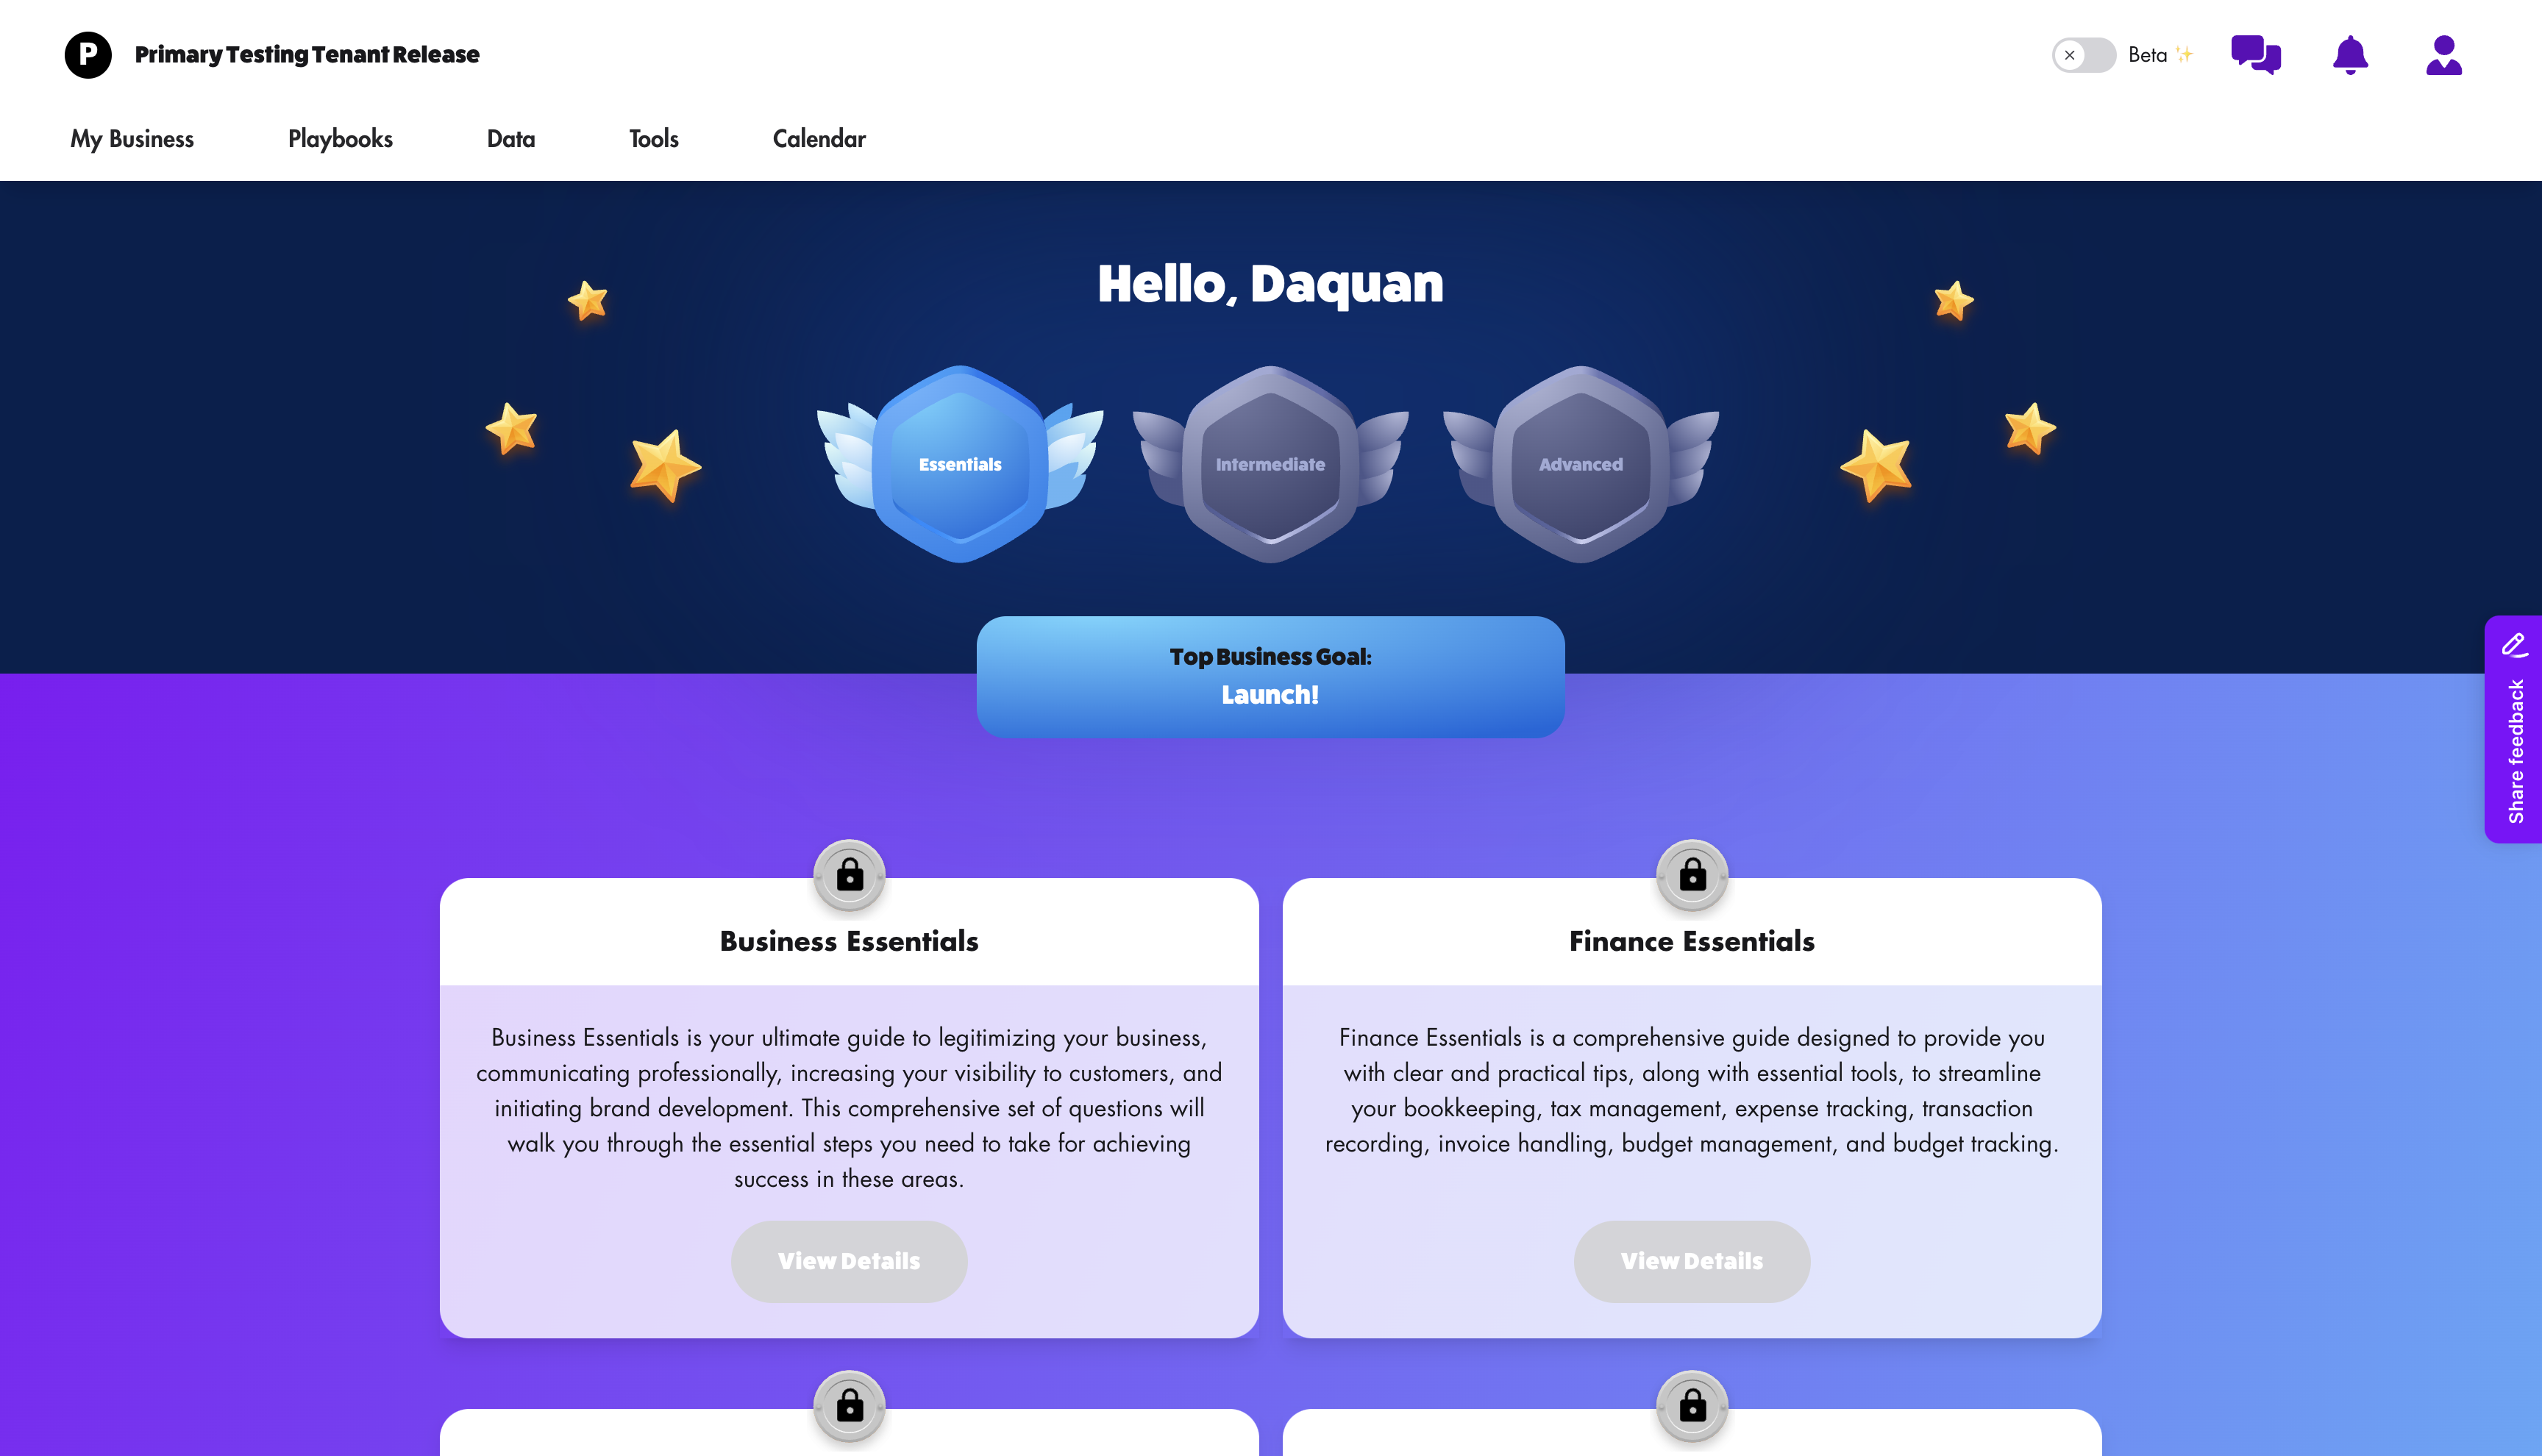 P
Primary Testing Tenant Release
Beta ✨
My Business
Playbooks
Data
Tools
Calendar
Hello, Daquan
Essentials
Intermediate
Advanced
Top Business Goal:
Launch!
Share feedback
Business Essentials
Business Essentials is your ultimate guide to legitimizing your business,
communicating professionally, increasing your visibility to customers, and
initiating brand development. This comprehensive set of questions will
walk you through the essential steps you need to take for achieving
success in these areas.
View Details
Finance Essentials
Finance Essentials is a comprehensive guide designed to provide you
with clear and practical tips, along with essential tools, to streamline
your bookkeeping, tax management, expense tracking, transaction
recording, invoice handling, budget management, and budget tracking.
View Details